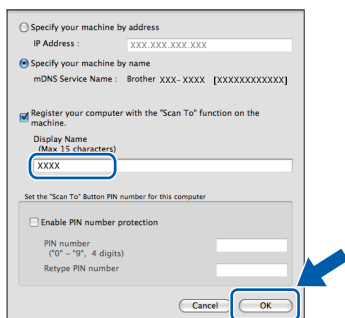 Specify your machine by address
IP Address : XXX.XXX.XXX.XXX
Specify your machine by name
mDNS Service Name : Brother XXX-XXXX [XXXXXXXXXXXX]
Register your computer with the "Scan To" function on the
machine.
Display Name
(Max 15 characters)
XXXX
Set the "Scan To" Button PIN number for this computer
Enable PIN number protection
PIN number
("0" – "9", 4 digits)
Retype PIN number
Cancel OK